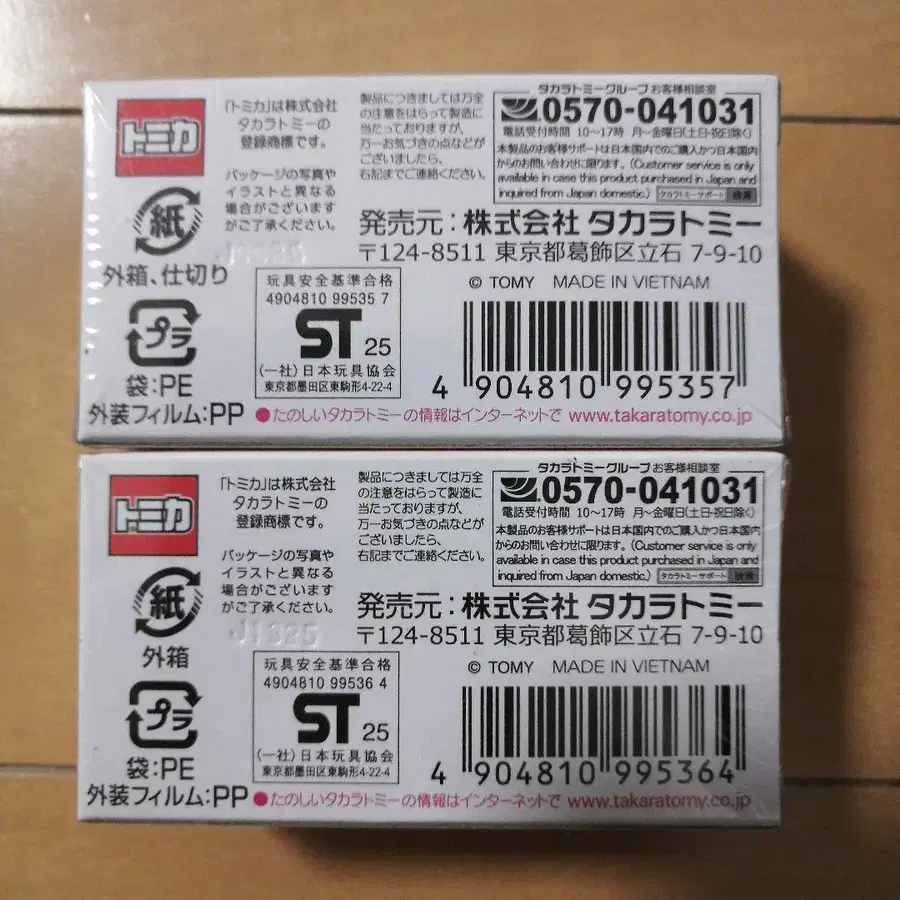 トミカ
「トミカ」は株式会社
タカラトミーの
登録商標です。
パッケージの写真や
イラストと異なる
場合がございます
がご了承ください。
製品につきましては万全
の注意をはらって製造に
当たっておりますが、
万一お気づきの点などが
ございましたら、
右記までご連絡ください。
タカラトミーグループ お客様相談室
0570-041031
電話受付時間 10〜17時 月〜金曜日(土日・祝日除く)
本製品のお客様サポートは日本国内でのご購入かつ日本国内
からのお問い合わせに限ります。(Customer service is only
available in case this product purchased in Japan and
inquired from Japan domestic.) タカラトミーサポート 検索
紙
外箱、仕切り
発売元:株式会社 タカラトミー
〒124-8511 東京都葛飾区立石 7-9-10
© TOMY MADE IN VIETNAM
プラ
袋:PE
外装フィルム:PP
玩具安全基準合格
4904810 99535 7
ST 25
(一社)日本玩具協会
東京都墨田区東駒形4-22-4
4 904810 995357
●たのしいタカラトミーの情報はインターネットで www.takaratomy.co.jp
トミカ
「トミカ」は株式会社
タカラトミーの
登録商標です。
パッケージの写真や
イラストと異なる
場合がございます
がご了承ください。
J1325
製品につきましては万全
の注意をはらって製造に
当たっておりますが、
万一お気づきの点などが
ございましたら、
右記までご連絡ください。
タカラトミーグループ お客様相談室
0570-041031
電話受付時間 10〜17時 月〜金曜日(土日・祝日除く)
本製品のお客様サポートは日本国内でのご購入かつ日本国内
からのお問い合わせに限ります。(Customer service is only
available in case this product purchased in Japan and
inquired from Japan domestic.) タカラトミーサポート 検索
紙
外箱
発売元:株式会社 タカラトミー
〒124-8511 東京都葛飾区立石 7-9-10
© TOMY MADE IN VIETNAM
プラ
袋:PE
外装フィルム:PP
玩具安全基準合格
4904810 99536 4
ST 25
(一社)日本玩具協会
東京都墨田区東駒形4-22-4
4 904810 995364
●たのしいタカラトミーの情報はインターネットで www.takaratomy.co.jp